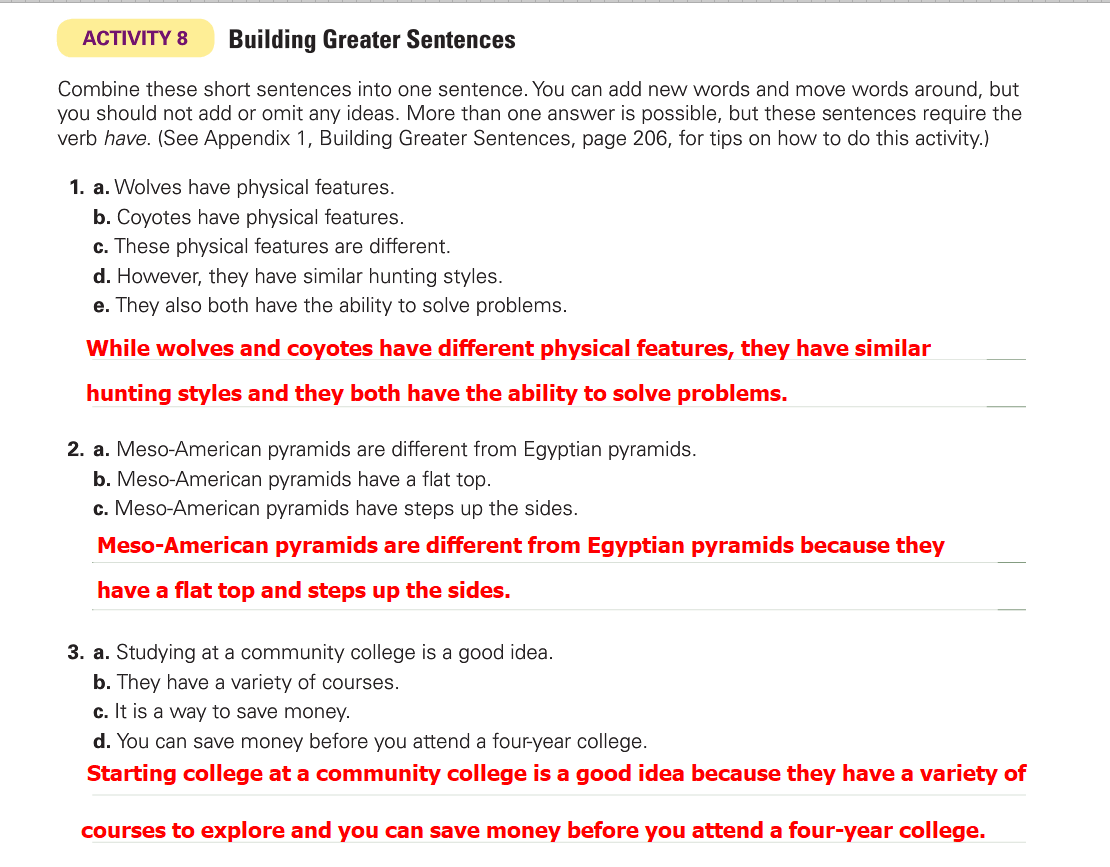 ACTIVITY 8 Building Greater Sentences
Combine these short sentences into one sentence. You can add new words and move words around, but
you should not add or omit any ideas. More than one answer is possible, but these sentences require the
verb have. (See Appendix 1, Building Greater Sentences, page 206, for tips on how to do this activity.)
1. a. Wolves have physical features.
b. Coyotes have physical features.
c. These physical features are different.
d. However, they have similar hunting styles.
e. They also both have the ability to solve problems.
While wolves and coyotes have different physical features, they have similar
hunting styles and they both have the ability to solve problems.
2. a. Meso-American pyramids are different from Egyptian pyramids.
b. Meso-American pyramids have a flat top.
c. Meso-American pyramids have steps up the sides.
Meso-American pyramids are different from Egyptian pyramids because they
have a flat top and steps up the sides.
3. a. Studying at a community college is a good idea.
b. They have a variety of courses.
c. It is a way to save money.
d. You can save money before you attend a four-year college.
Starting college at a community college is a good idea because they have a variety of
courses to explore and you can save money before you attend a four-year college.